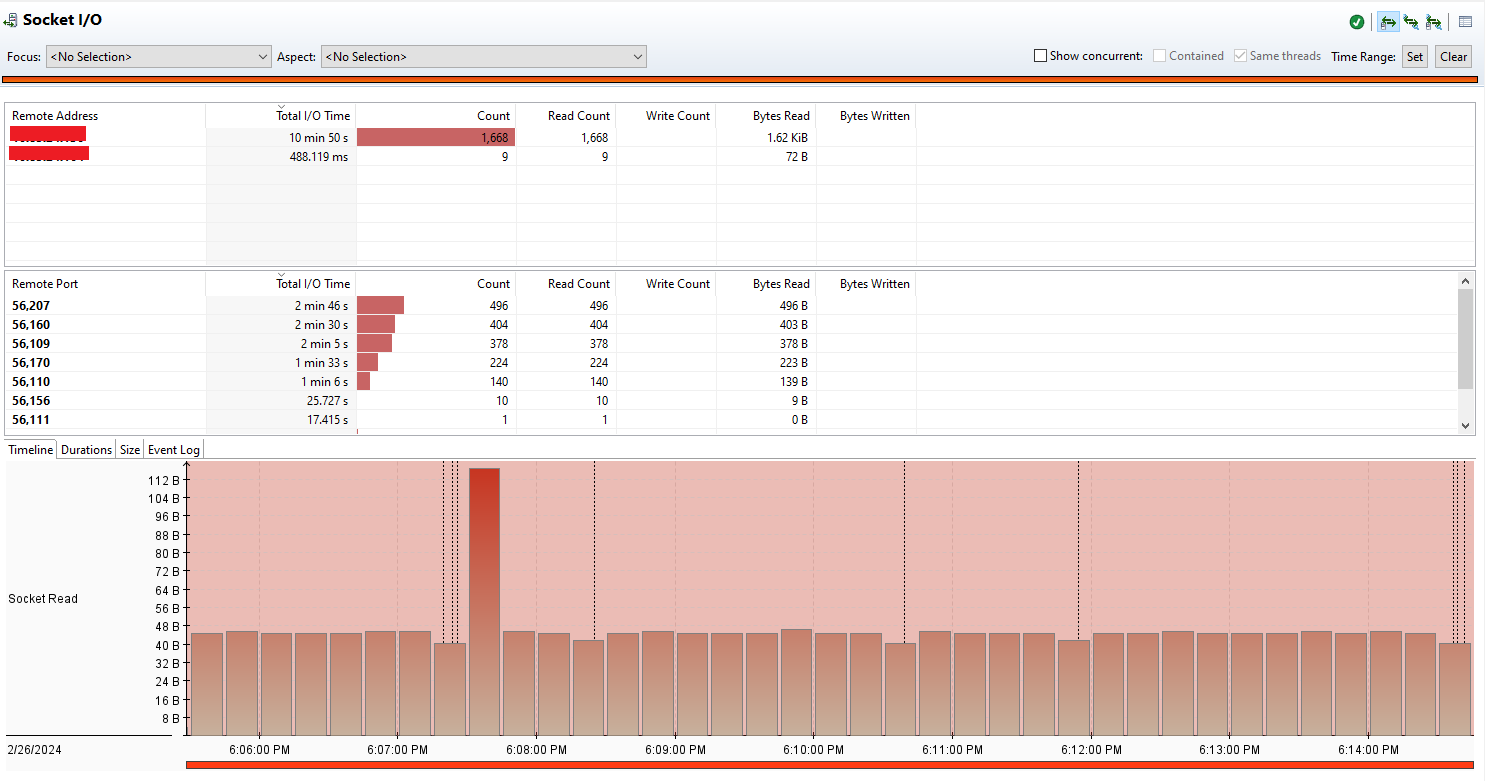 Socket I/O
Focus: <No Selection> Aspect: <No Selection> Show concurrent: Contained Same threads Time Range: Set Clear
Remote Address Total I/O Time Count Read Count Write Count Bytes Read Bytes Written
10 min 50 s 1,668 1,668 1.62 KiB
488.119 ms 9 9 72 B
Remote Port Total I/O Time Count Read Count Write Count Bytes Read Bytes Written
56,207 2 min 46 s 496 496 496 B
56,160 2 min 30 s 404 404 403 B
56,109 2 min 5 s 378 378 378 B
56,170 1 min 33 s 224 224 223 B
56,110 1 min 6 s 140 140 139 B
56,156 25.727 s 10 10 9 B
56,111 17.415 s 1 1 0 B
Timeline Durations Size Event Log
112 B
104 B
96 B
88 B
80 B
72 B
64 B
56 B
48 B
40 B
32 B
24 B
16 B
8 B
Socket Read
2/26/2024 6:06:00 PM 6:07:00 PM 6:08:00 PM 6:09:00 PM 6:10:00 PM 6:11:00 PM 6:12:00 PM 6:13:00 PM 6:14:00 PM